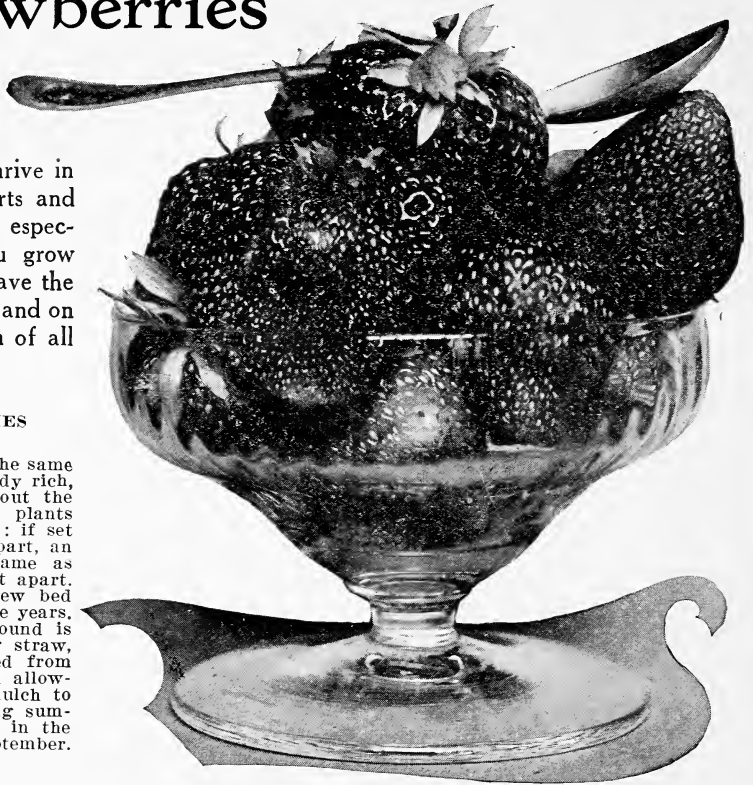 wberries
hrive in
rts and
espec-
u grow
ave the
and on
n of all
IES
he same
dy rich,
out the
plants
: if set
part, an
ame as
t apart.
ew bed
e years.
ound is
straw,
ed from
allow-
ulch to
g sum-
in the
ptember.